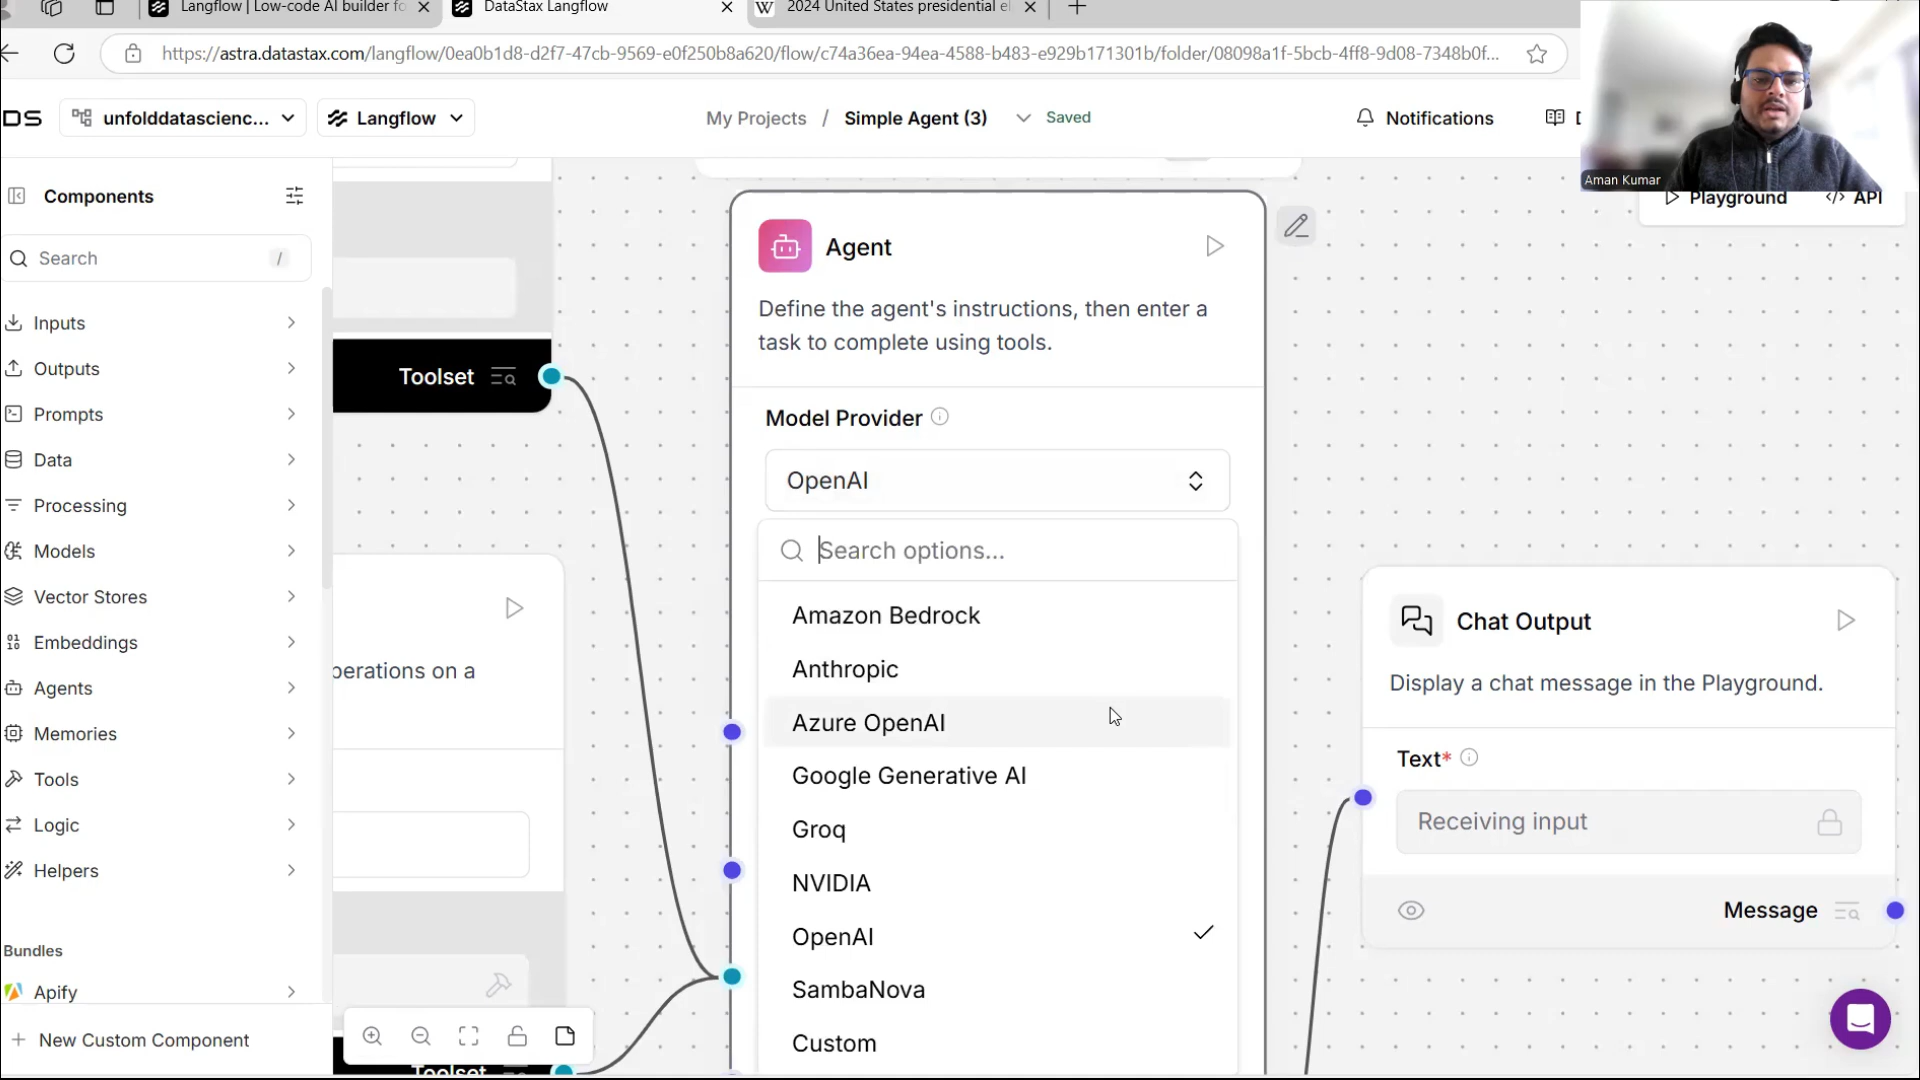 Langflow | Low-code AI builder fo
DataStax Langflow
W
2024 United States presidential el
https://astra.datastax.com/langflow/0ea0b1d8-d2f7-47cb-9569-e0f250b8a620/flow/c74a36ea-94ea-4588-b483-e929b171301b/folder/08098a1f-5bcb-4ff8-9d08-7348b0f...
DS
unfolddatascienc...
Langflow
My Projects / Simple Agent (3)
Saved
Notifications
Aman Kumar
Playground
API
Components
Search
/
Inputs
Outputs
Prompts
Data
Processing
Models
Vector Stores
Embeddings
Agents
Memories
Tools
Logic
Helpers
Bundles
Apify
New Custom Component
Toolset
perations on a
Toolset
Agent
Define the agent's instructions, then enter a
task to complete using tools.
Model Provider
OpenAI
Search options...
Amazon Bedrock
Anthropic
Azure OpenAI
Google Generative AI
Groq
NVIDIA
OpenAI
SambaNova
Custom
Chat Output
Display a chat message in the Playground.
Text*
Receiving input
Message